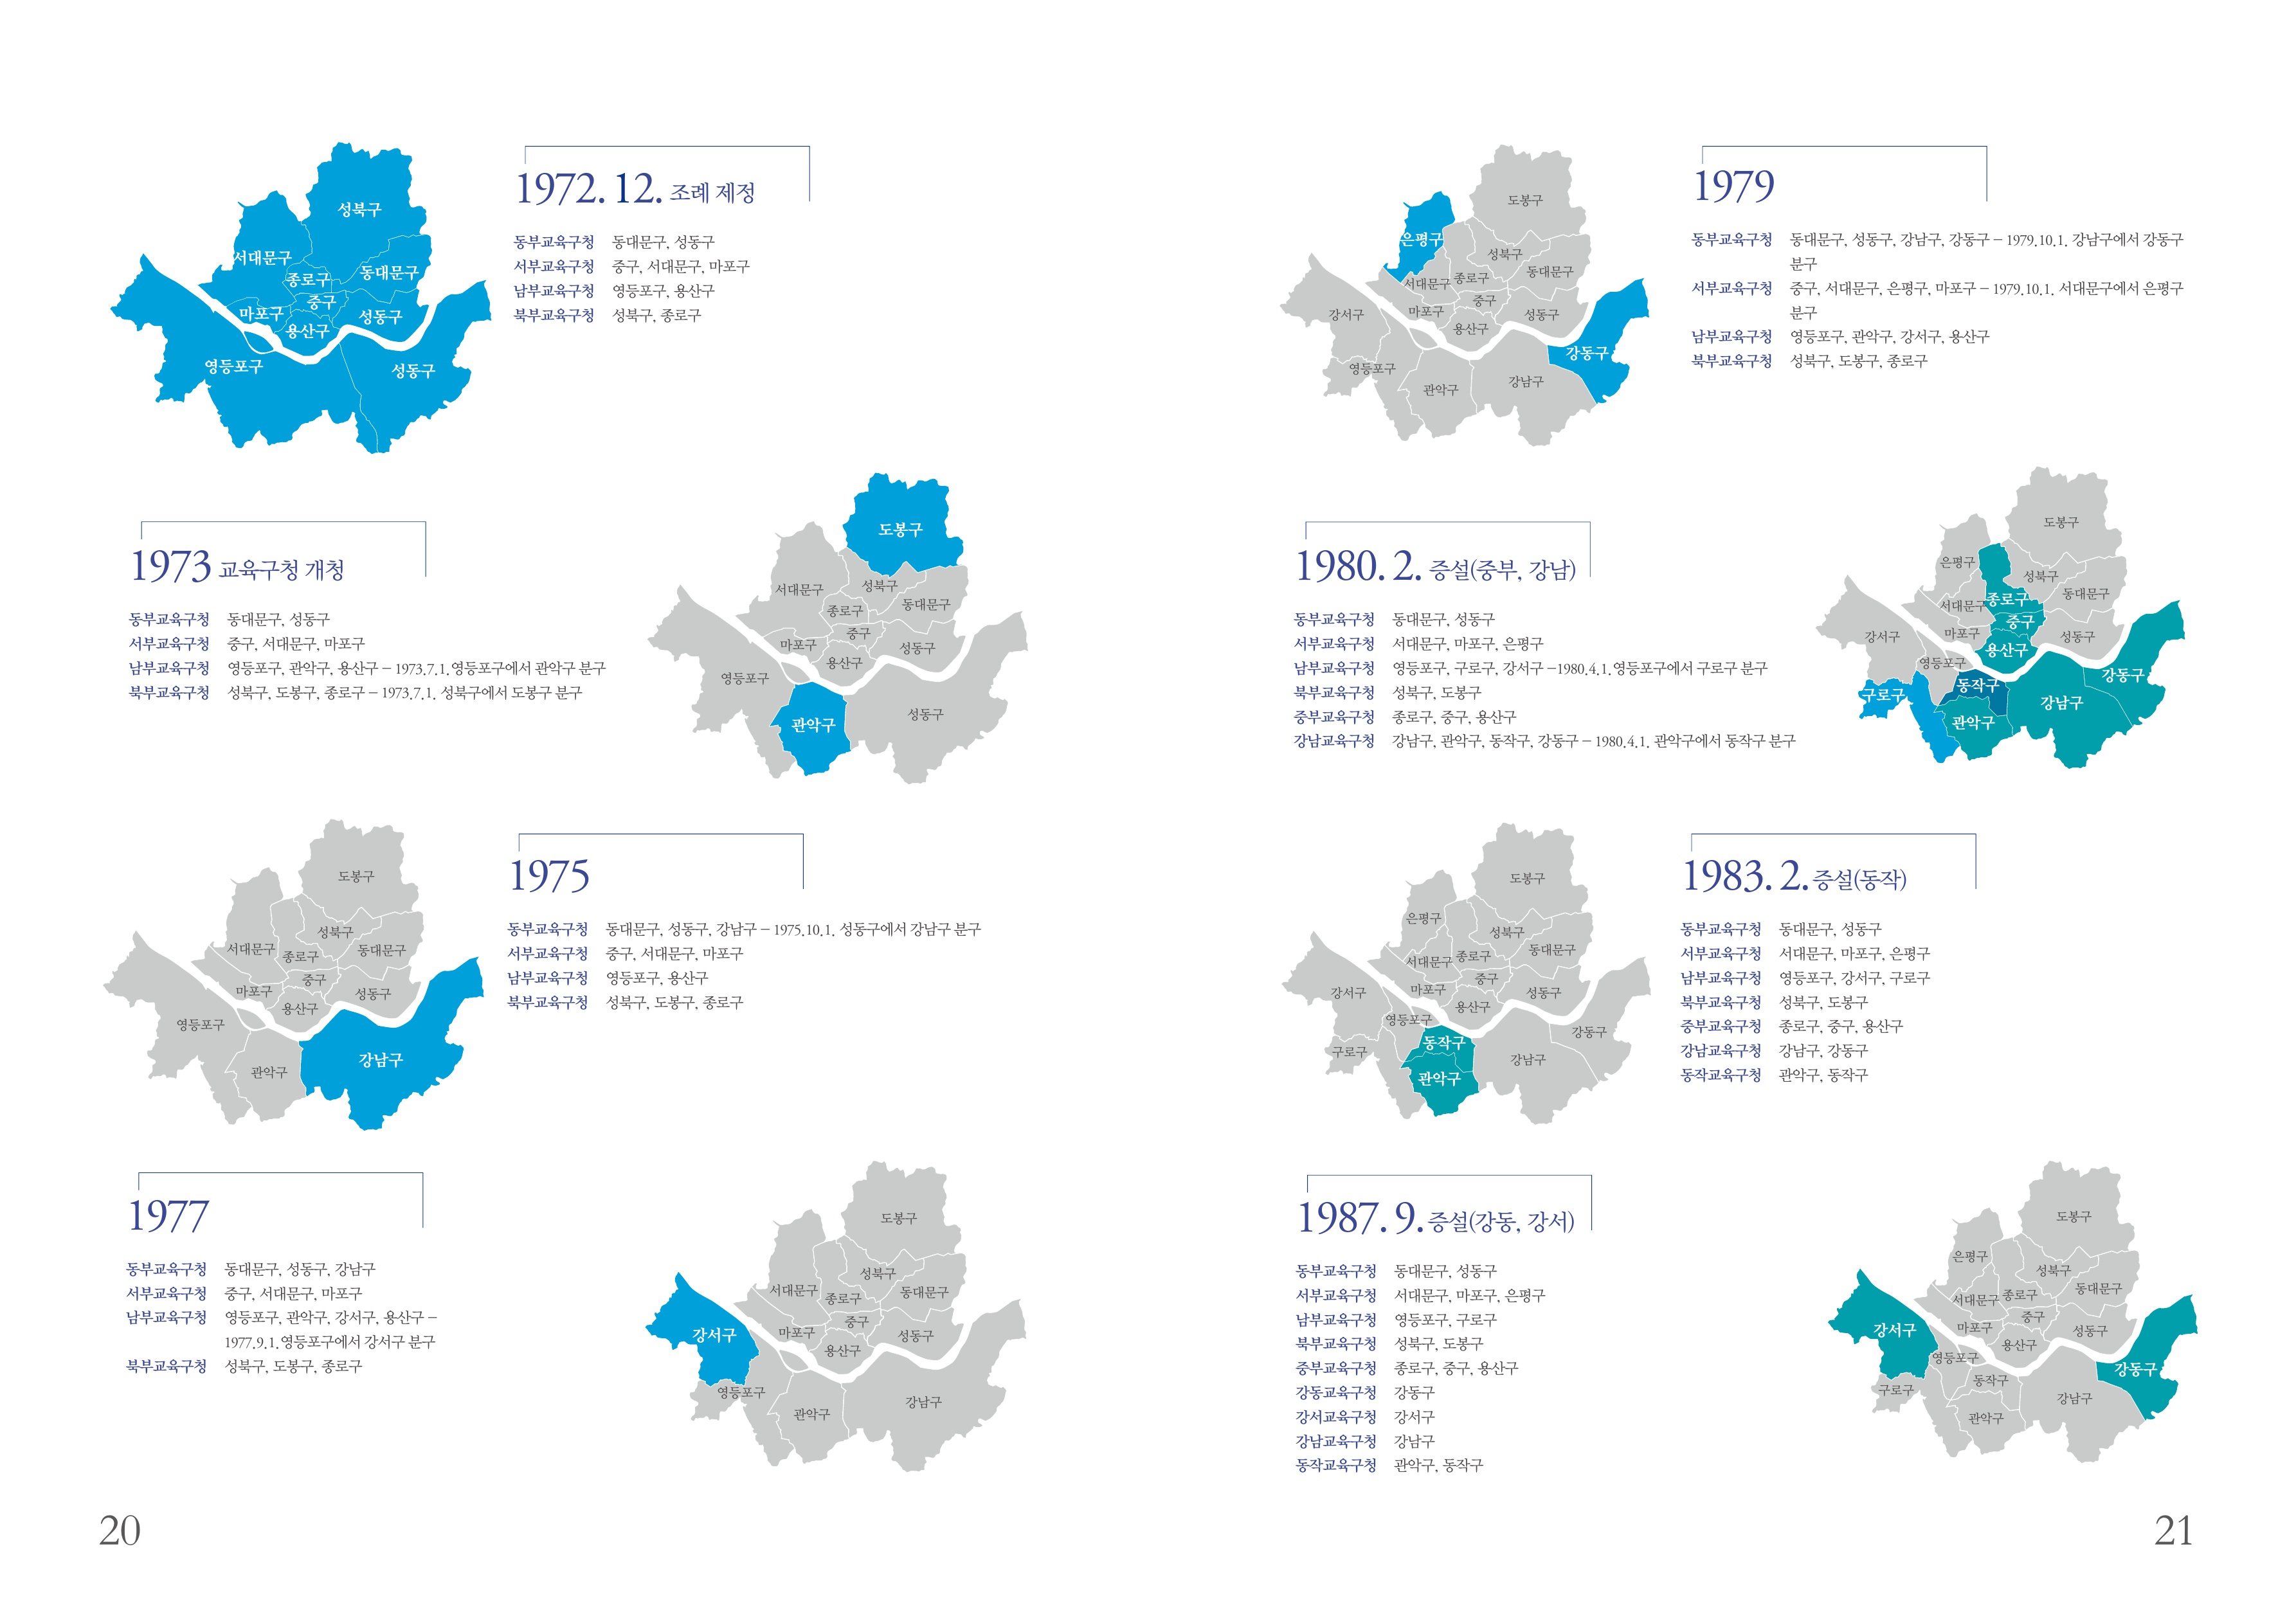 1972. 12. 조례 제정
동부교육구청 동대문구, 성동구
서부교육구청 중구, 서대문구, 마포구
남부교육구청 영등포구, 용산구
북부교육구청 성북구, 종로구
성북구
서대문구
종로구
동대문구
중구
마포구
성동구
용산구
영등포구
성동구
1973 교육구청 개청
동부교육구청 동대문구, 성동구
서부교육구청 중구, 서대문구, 마포구
남부교육구청 영등포구, 관악구, 용산구 – 1973.7.1.영등포구에서 관악구 분구
북부교육구청 성북구, 도봉구, 종로구 – 1973.7.1. 성북구에서 도봉구 분구
도봉구
서대문구
성북구
종로구
동대문구
중구
마포구
성동구
용산구
영등포구
관악구
성동구
1975
동부교육구청 동대문구, 성동구, 강남구 – 1975.10.1. 성동구에서 강남구 분구
서부교육구청 중구, 서대문구, 마포구
남부교육구청 영등포구, 용산구
북부교육구청 성북구, 도봉구, 종로구
도봉구
성북구
서대문구
종로구
동대문구
중구
마포구
성동구
용산구
영등포구
강남구
관악구
1977
동부교육구청 동대문구, 성동구, 강남구
서부교육구청 중구, 서대문구, 마포구
남부교육구청 영등포구, 관악구, 강서구, 용산구 –
1977.9.1.영등포구에서 강서구 분구
북부교육구청 성북구, 도봉구, 종로구
도봉구
성북구
서대문구
종로구
동대문구
중구
마포구
성동구
강서구
용산구
영등포구
관악구
강남구
20
1979
동부교육구청 동대문구, 성동구, 강남구, 강동구 – 1979.10.1. 강남구에서 강동구
분구
서부교육구청 중구, 서대문구, 은평구, 마포구 – 1979.10.1. 서대문구에서 은평구
분구
남부교육구청 영등포구, 관악구, 강서구, 용산구
북부교육구청 성북구, 도봉구, 종로구
도봉구
은평구
성북구
서대문구
종로구
동대문구
중구
마포구
강서구
성동구
용산구
강동구
영등포구
관악구
강남구
1980. 2. 증설(중부, 강남)
동부교육구청 동대문구, 성동구
서부교육구청 서대문구, 마포구, 은평구
남부교육구청 영등포구, 구로구, 강서구 –1980.4.1.영등포구에서 구로구 분구
북부교육구청 성북구, 도봉구
중부교육구청 종로구, 중구, 용산구
강남교육구청 강남구, 관악구, 동작구, 강동구 – 1980.4.1. 관악구에서 동작구 분구
도봉구
은평구
성북구
동대문구
서대문구
종로구
중구
마포구
강서구
성동구
용산구
영등포구
강동구
동작구
구로구
강남구
관악구
1983. 2. 증설(동작)
동부교육구청 동대문구, 성동구
서부교육구청 서대문구, 마포구, 은평구
남부교육구청 영등포구, 강서구, 구로구
북부교육구청 성북구, 도봉구
중부교육구청 종로구, 중구, 용산구
강남교육구청 강남구, 강동구
동작교육구청 관악구, 동작구
도봉구
은평구
성북구
동대문구
서대문구
종로구
중구
마포구
강서구
성동구
용산구
영등포구
강동구
동작구
구로구
강남구
관악구
1987. 9. 증설(강동, 강서)
동부교육구청 동대문구, 성동구
서부교육구청 서대문구, 마포구, 은평구
남부교육구청 영등포구, 구로구
북부교육구청 성북구, 도봉구
중부교육구청 종로구, 중구, 용산구
강동교육구청 강동구
강서교육구청 강서구
강남교육구청 강남구
동작교육구청 관악구, 동작구
도봉구
은평구
성북구
동대문구
서대문구
종로구
중구
마포구
강서구
성동구
용산구
영등포구
강동구
동작구
구로구
강남구
관악구
21